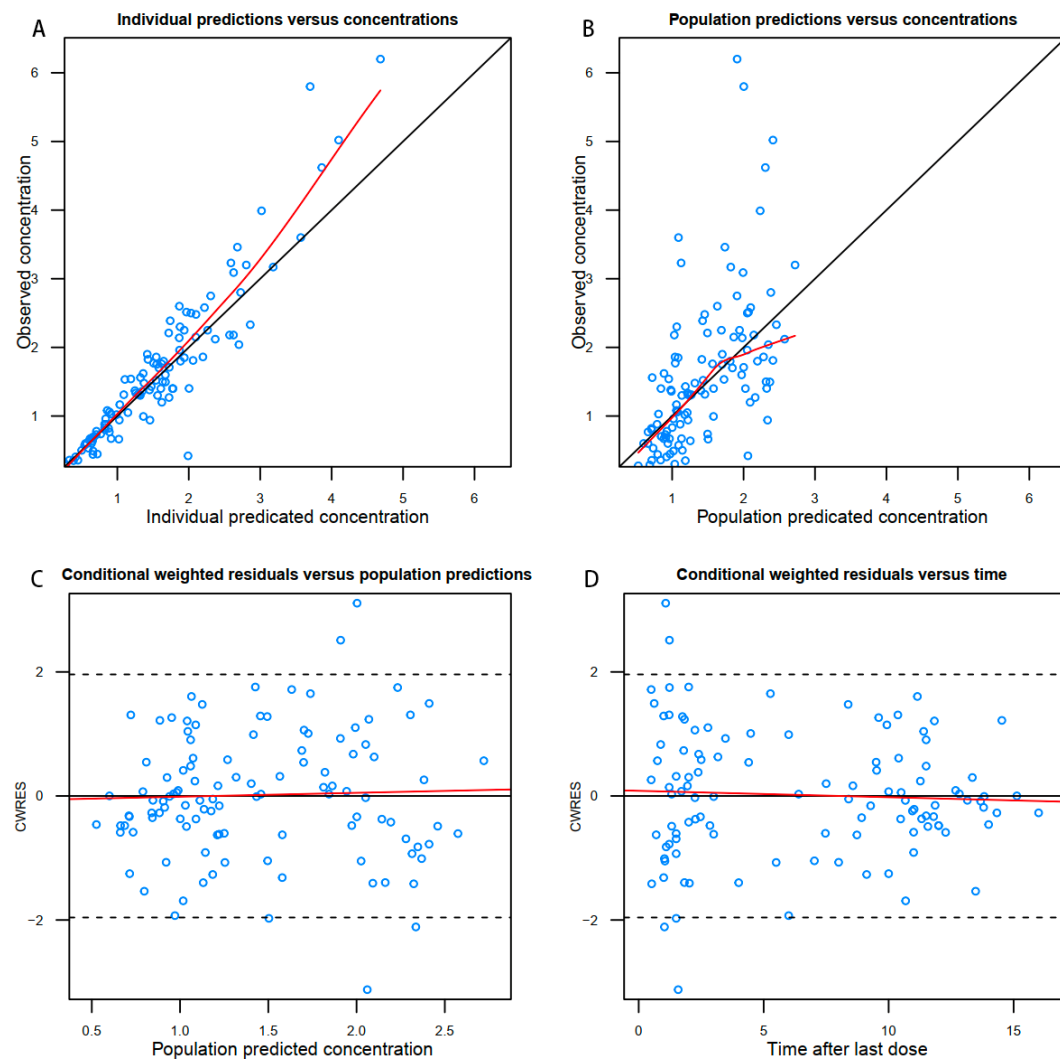 A Individual predictions versus concentrations
Observed concentration
6
5
4
3
2
1
1 2 3 4 5 6
Individual predicated concentration
B Population predictions versus concentrations
Observed concentration
6
5
4
3
2
1
1 2 3 4 5 6
Population predicated concentration
C Conditional weighted residuals versus population predictions
CWRES
2
0
−2
0.5 1.0 1.5 2.0 2.5
Population predicted concentration
D Conditional weighted residuals versus time
CWRES
2
0
−2
0 5 10 15
Time after last dose